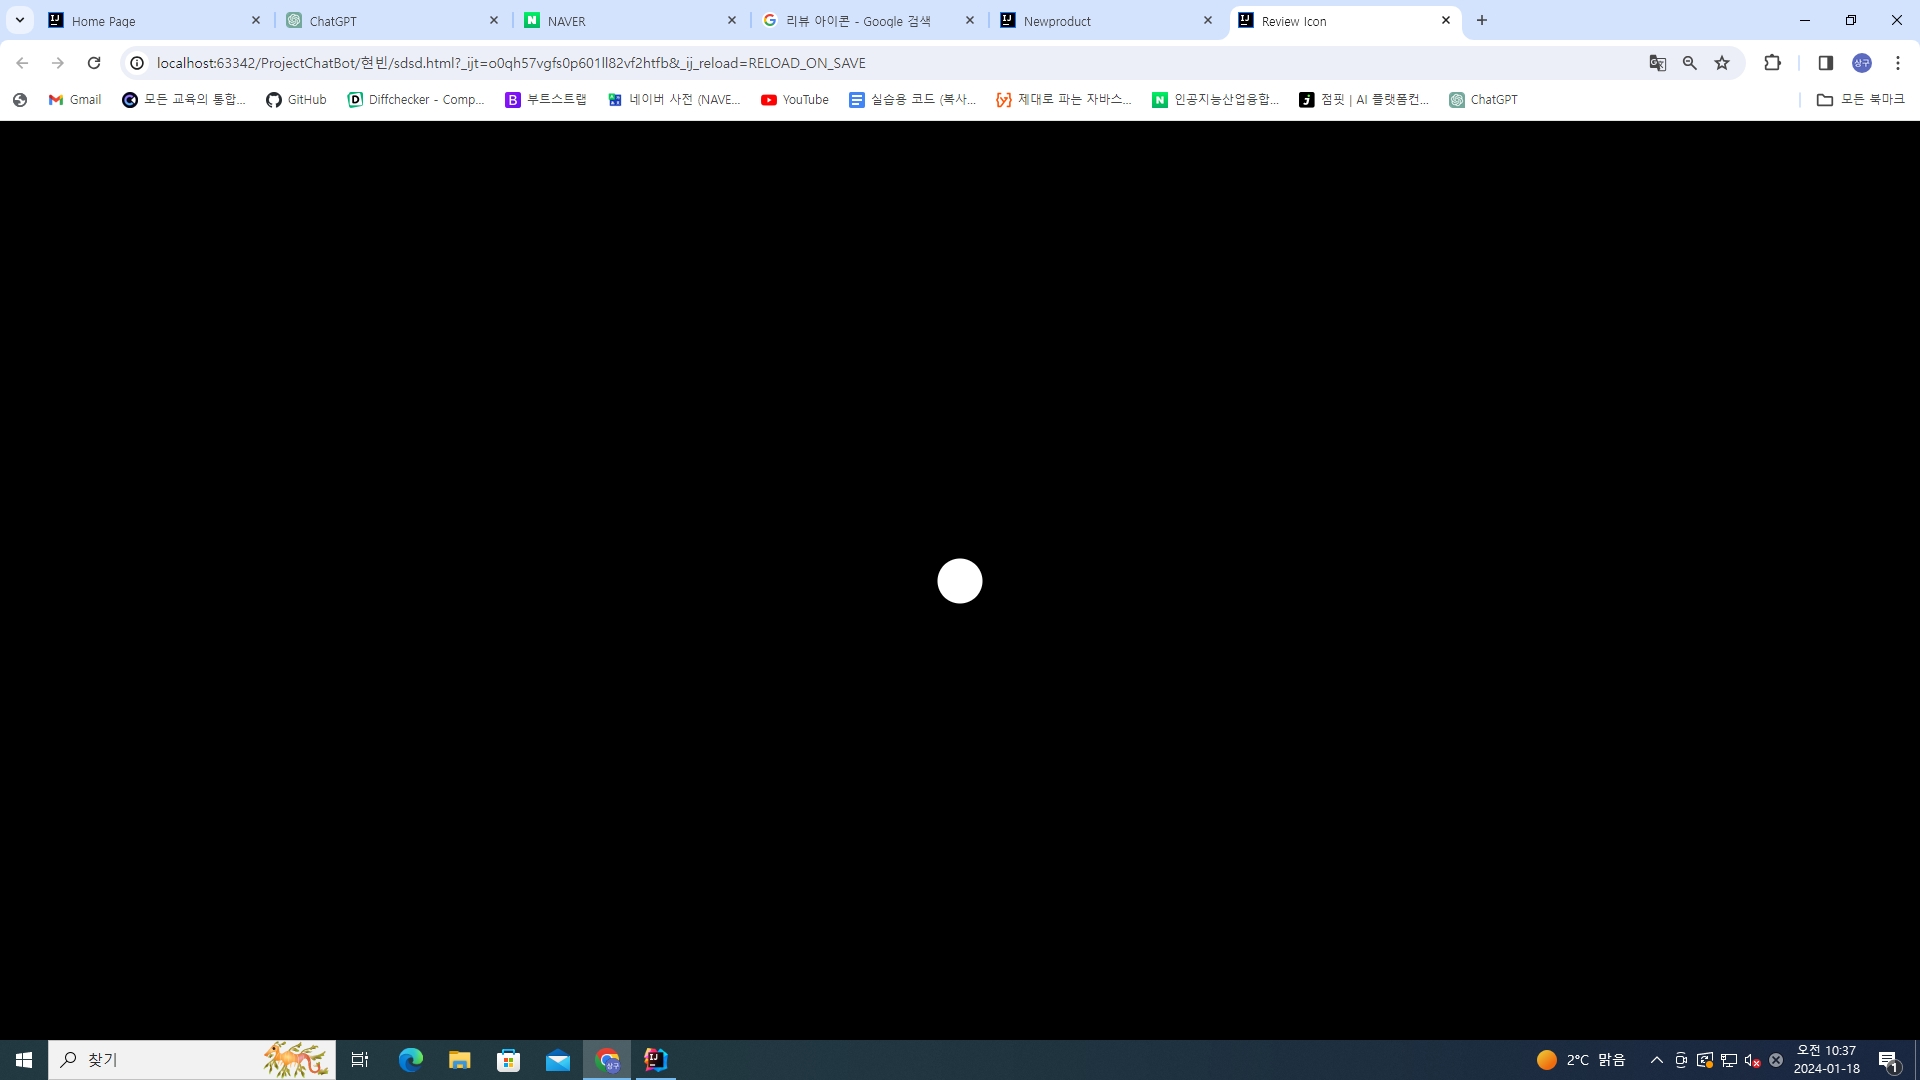 Home Page
ChatGPT
NAVER
리뷰 아이콘 - Google 검색
Newproduct
Review Icon
localhost:63342/ProjectChatBot/현빈/sdsd.html?_ijt=o0qh57vgfs0p601ll82vf2htfb&_ij_reload=RELOAD_ON_SAVE
상구
Gmail
모든 교육의 통합...
GitHub
Diffchecker - Comp...
부트스트랩
네이버 사전 (NAVE...
YouTube
실습용 코드 (복사...
제대로 파는 자바스...
인공지능산업융합...
점핏 | AI 플랫폼컨...
ChatGPT
모든 북마크
찾기
2°C 맑음
오전 10:37
2024-01-18
1